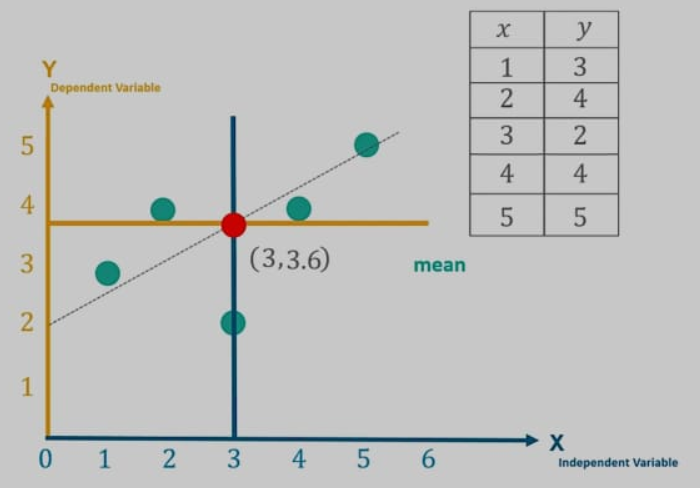 x y
1 3
2 4
3 2
4 4
5 5
Y
Dependent Variable
5
4
3
2
1
(3,3.6)
mean
0 1 2 3 4 5 6
X
Independent Variable